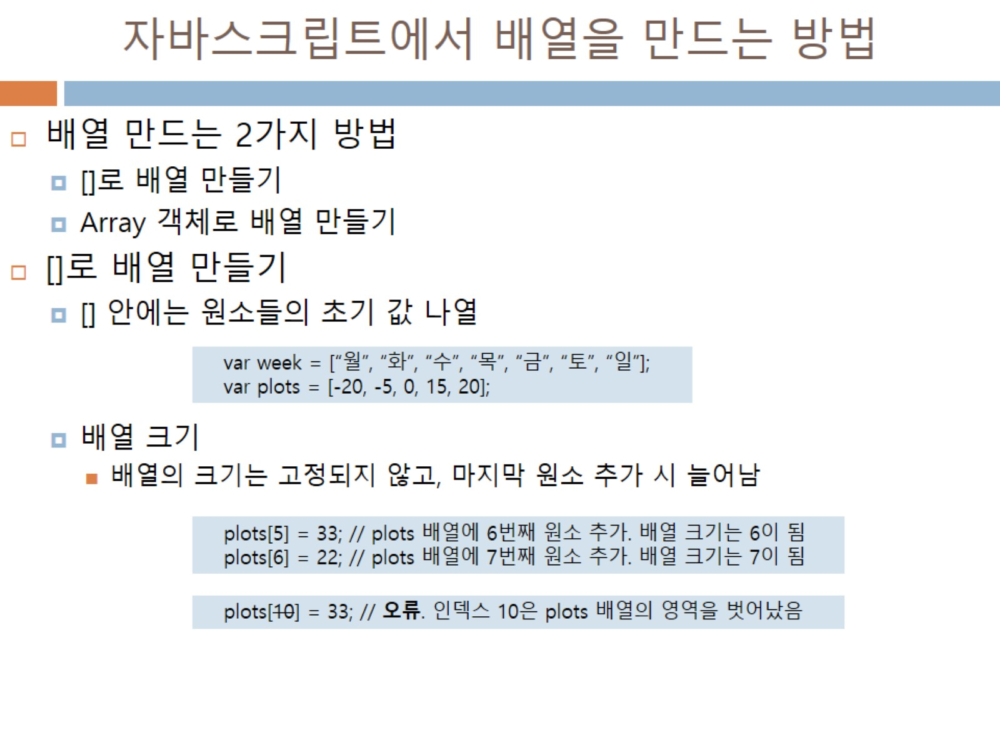 자바스크립트에서 배열을 만드는 방법
배열 만드는 2가지 방법
[]로 배열 만들기
Array 객체로 배열 만들기
[]로 배열 만들기
[] 안에는 원소들의 초기 값 나열
var week = [“월”, “화”, “수”, “목”, “금”, “토”, “일”];
var plots = [-20, -5, 0, 15, 20];
배열 크기
배열의 크기는 고정되지 않고, 마지막 원소 추가 시 늘어남
plots[5] = 33; // plots 배열에 6번째 원소 추가. 배열 크기는 6이 됨
plots[6] = 22; // plots 배열에 7번째 원소 추가. 배열 크기는 7이 됨
plots[10] = 33; // 오류. 인덱스 10은 plots 배열의 영역을 벗어났음